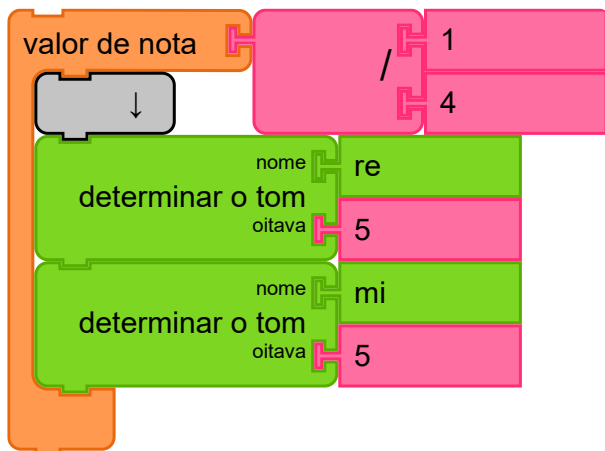 valor de nota / 1
4
↓
nome re
determinar o tom
oitava 5
nome mi
determinar o tom
oitava 5